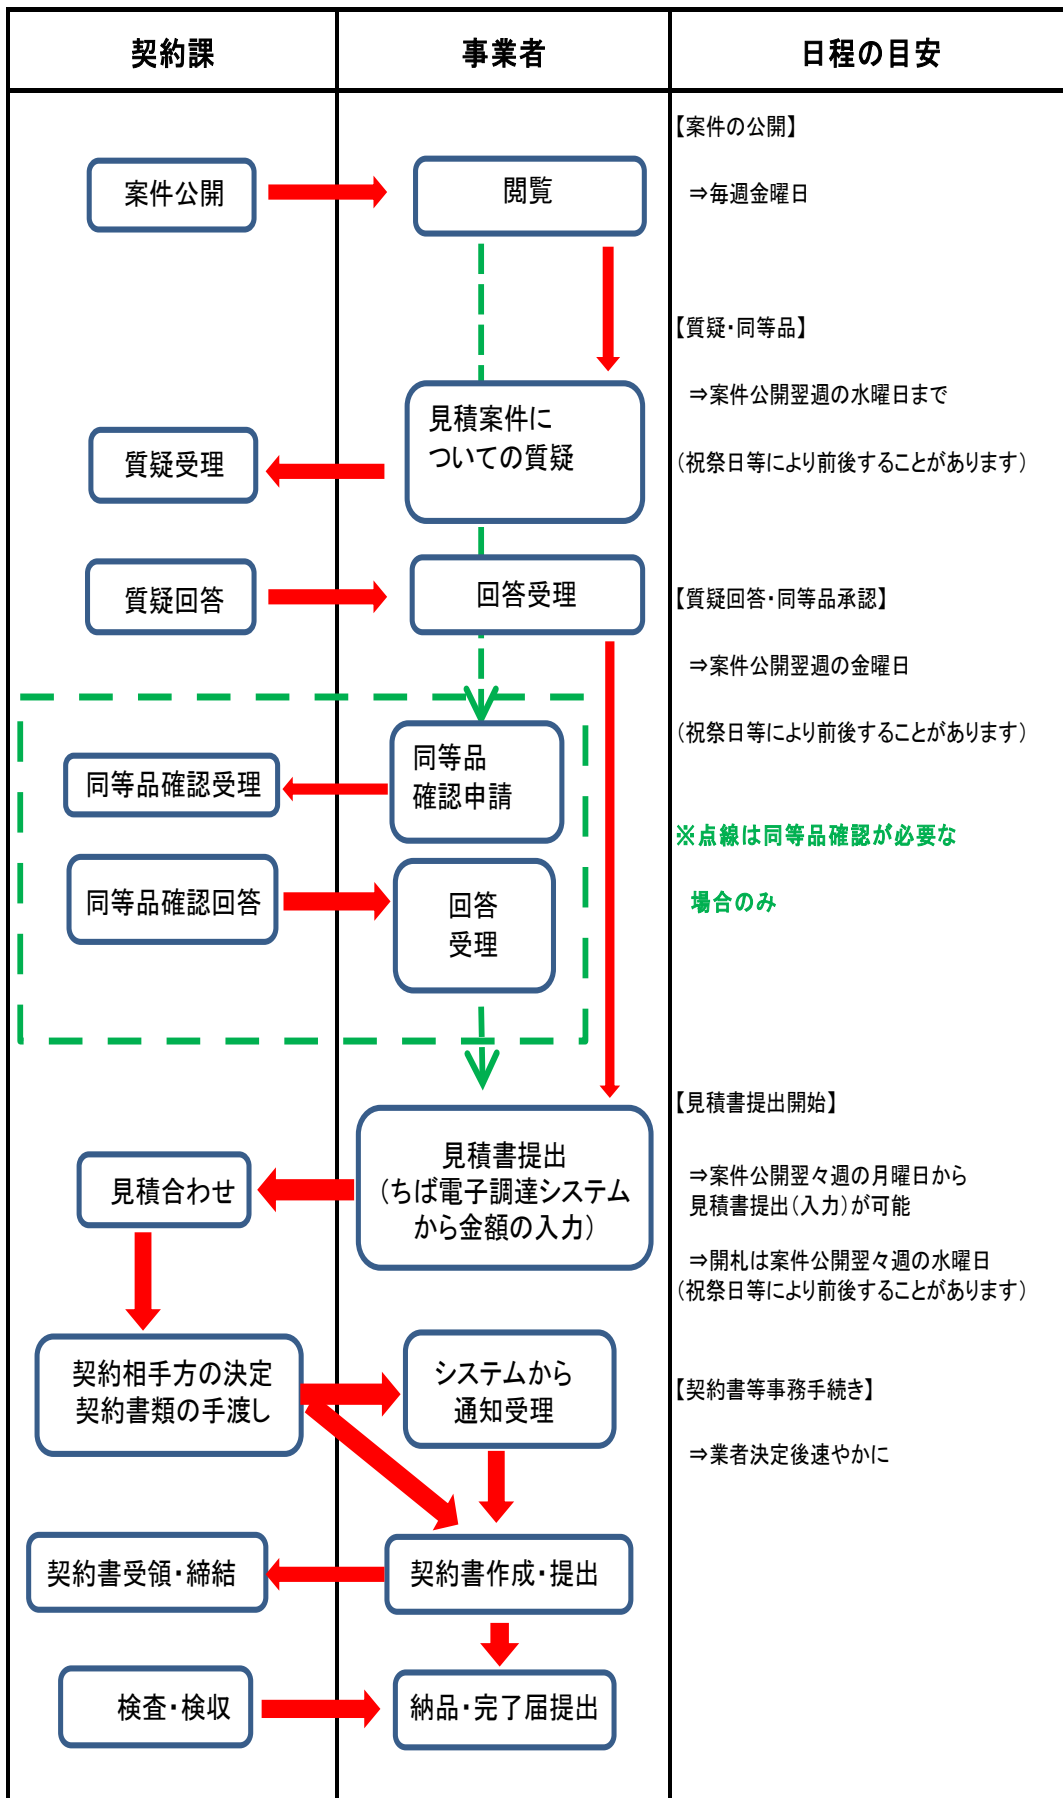 契約課
事業者
日程の目安
【案件の公開】
案件公開
閲覧
⇒毎週金曜日
【質疑・同等品】
⇒案件公開翌週の水曜日まで
見積案件に
ついての質疑
質疑受理
（祝祭日等により前後することがあります）
質疑回答
回答受理
【質疑回答・同等品承認】
⇒案件公開翌週の金曜日
（祝祭日等により前後することがあります）
同等品
確認申請
同等品確認受理
※点線は同等品確認が必要な
場合のみ
同等品確認回答
回答
受理
【見積書提出開始】
見積書提出
（ちば電子調達システム
から金額の入力）
見積合わせ
⇒案件公開翌々週の月曜日から
見積書提出（入力）が可能
⇒開札は案件公開翌々週の水曜日
（祝祭日等により前後することがあります）
契約相手方の決定
契約書類の手渡し
システムから
通知受理
【契約書等事務手続き】
⇒業者決定後速やかに
契約書受領・締結
契約書作成・提出
検査・検収
納品・完了届提出